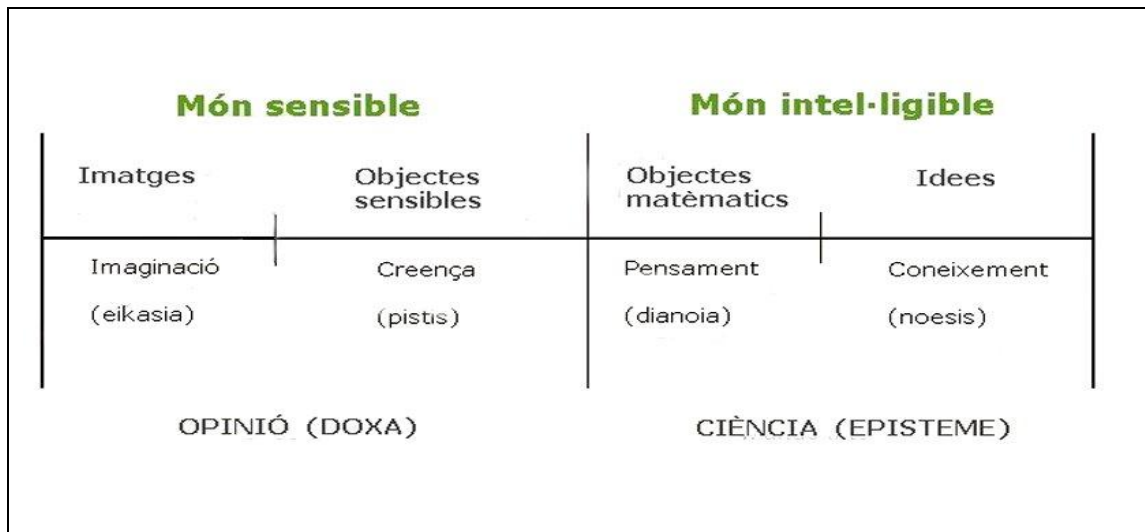 Món sensible
Món intel·ligible
Imatges
Objectes
sensibles
Objectes
matèmatics
Idees
Imaginació
Creença
Pensament
Coneixement
(eikasia)
(pistis)
(dianoia)
(noesis)
OPINIÓ (DOXA)
CIÈNCIA (EPISTEME)